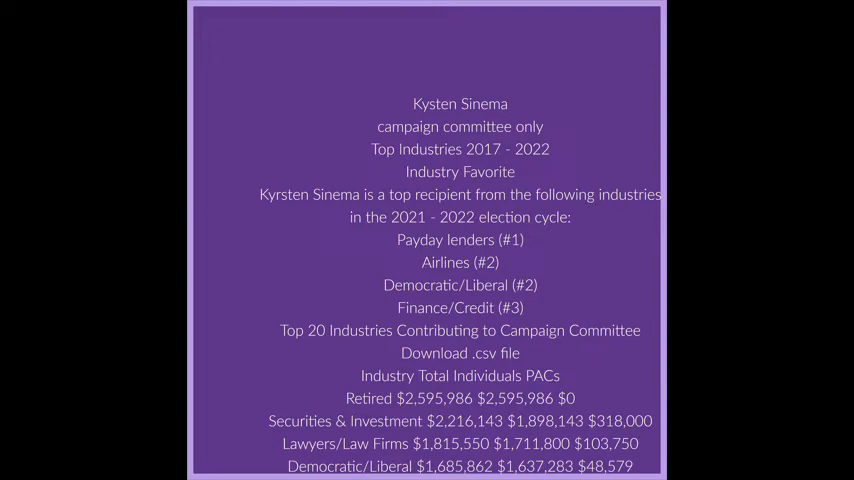 Kysten Sinema
campaign committee only
Top Industries 2017 - 2022
Industry Favorite
Kyrsten Sinema is a top recipient from the following industries
in the 2021 - 2022 election cycle:
Payday lenders (#1)
Airlines (#2)
Democratic/Liberal (#2)
Finance/Credit (#3)
Top 20 Industries Contributing to Campaign Committee
Download .csv file
Industry Total Individuals PACs
Retired $2,595,986 $2,595,986 $0
Securities & Investment $2,216,143 $1,898,143 $318,000
Lawyers/Law Firms $1,815,550 $1,711,800 $103,750
Democratic/Liberal $1,685,862 $1,637,283 $48,579